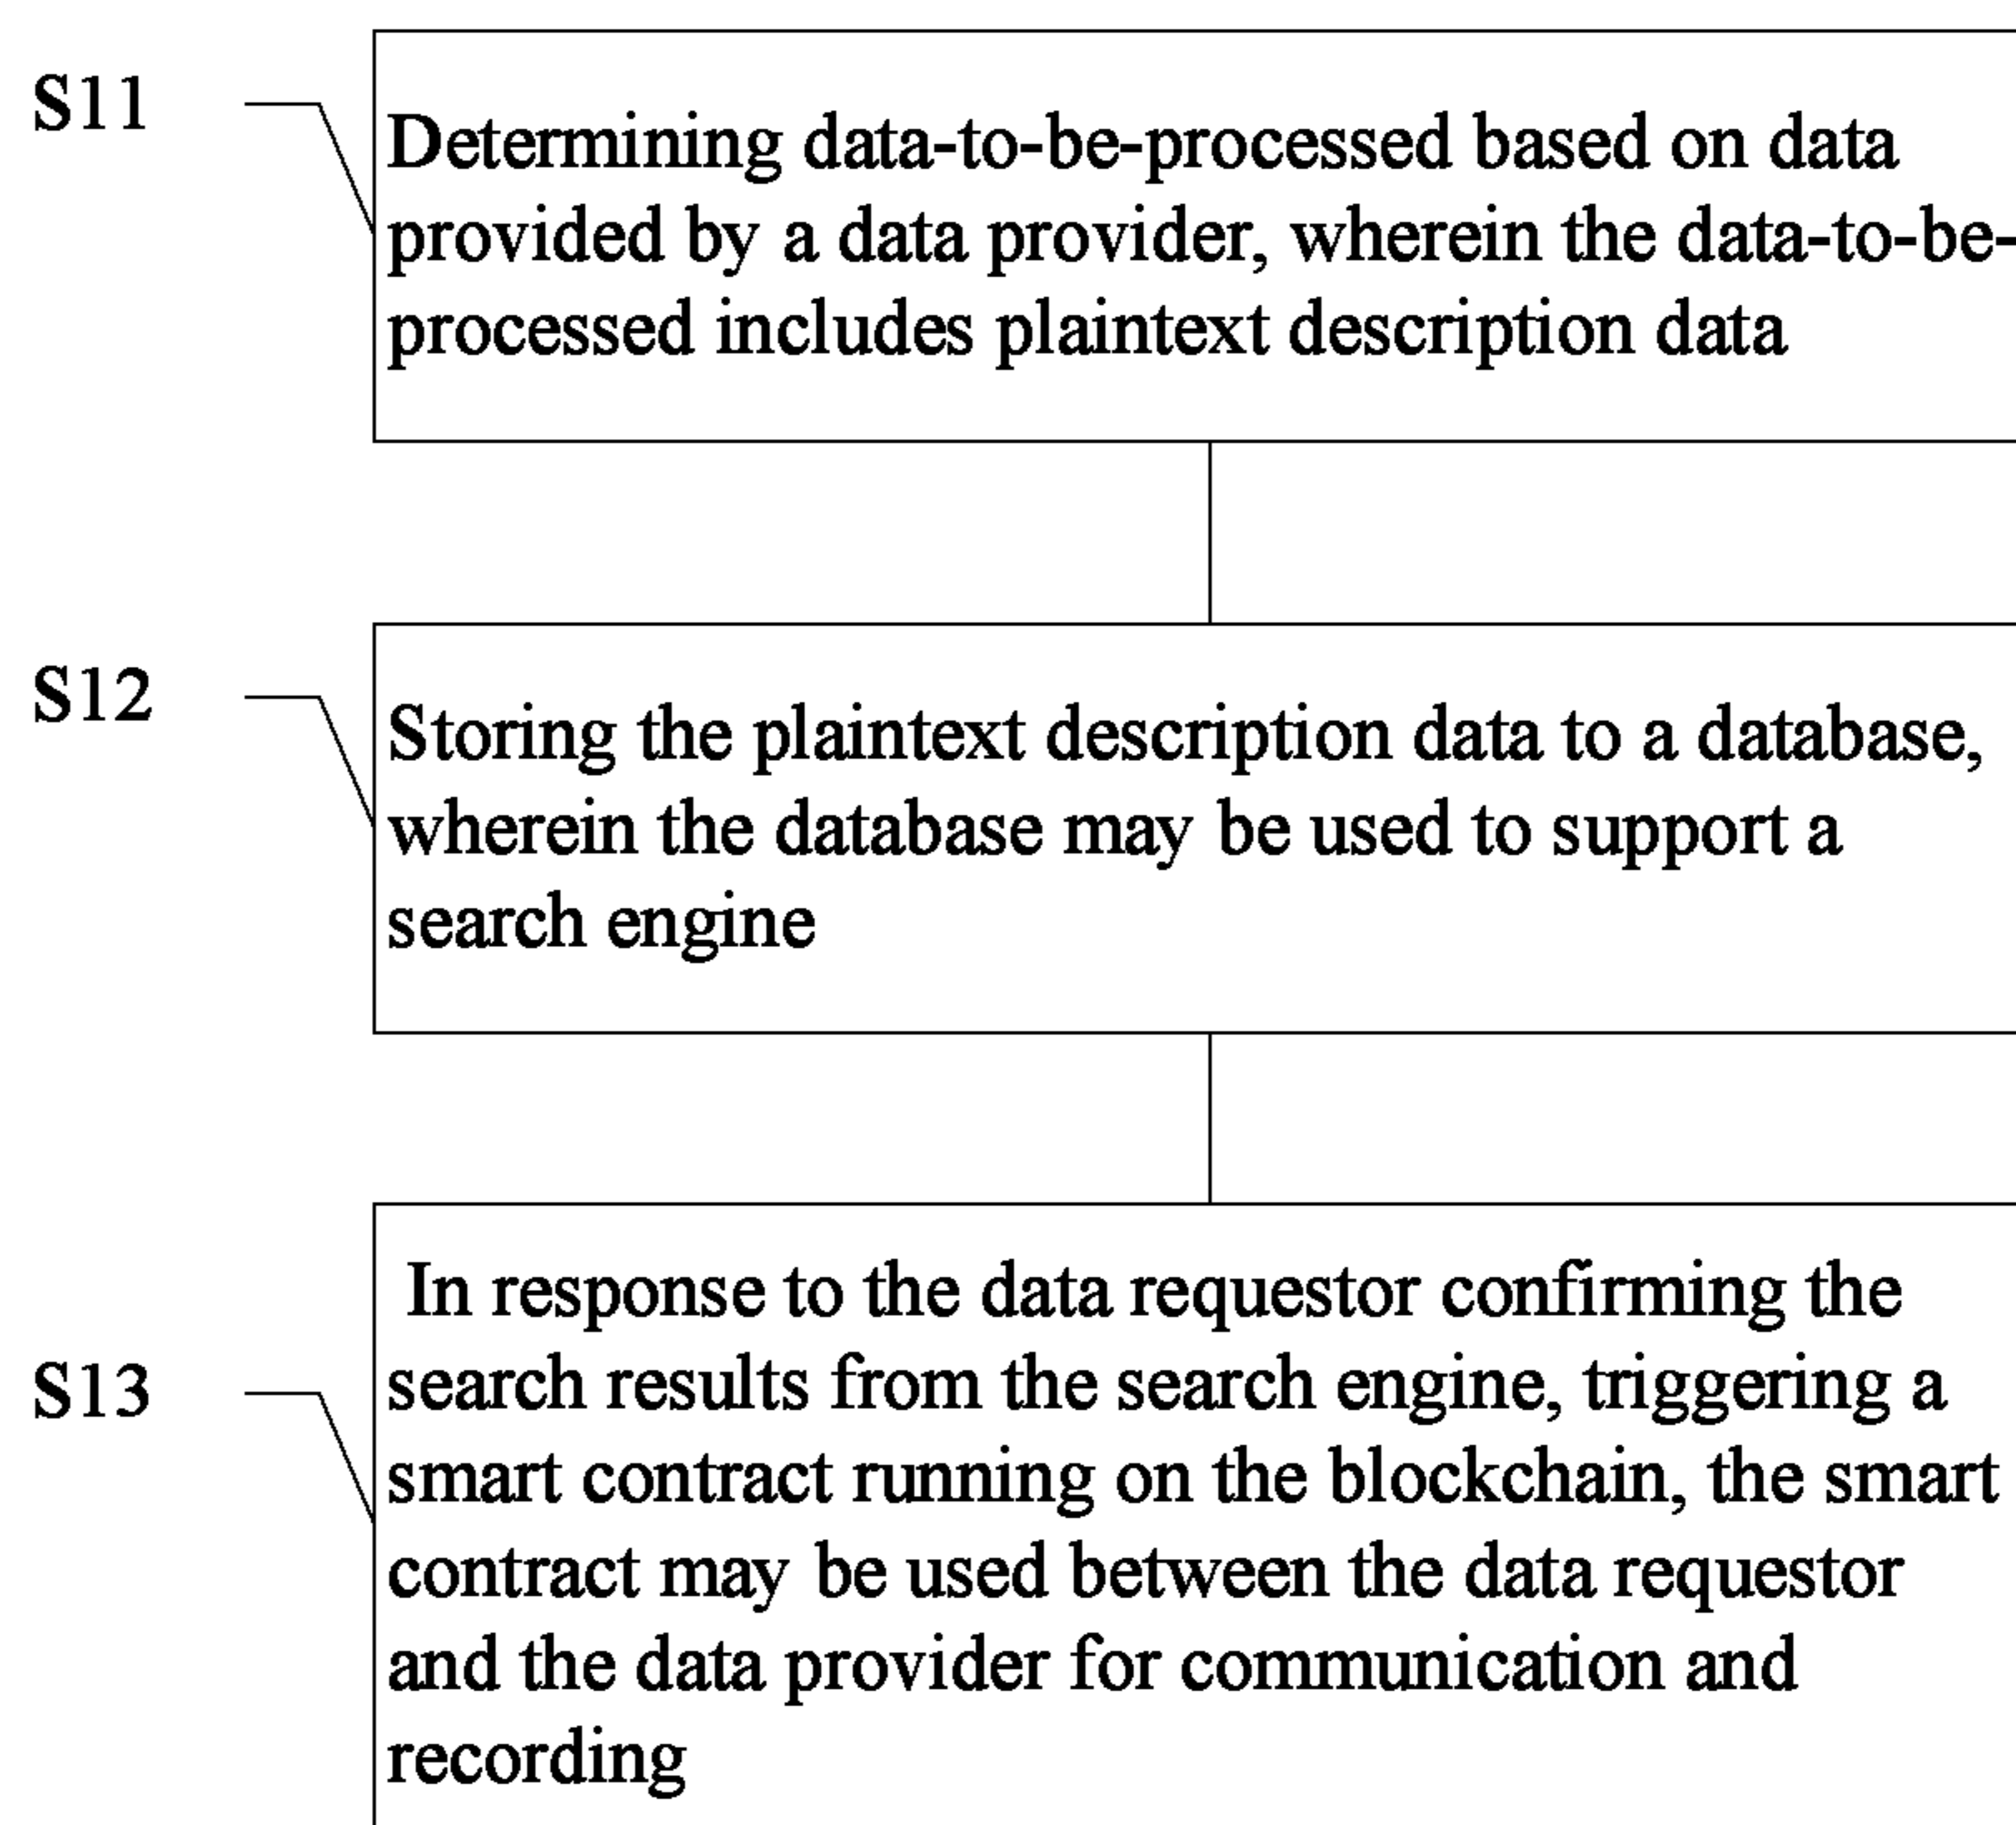 S11
Determining data-to-be-processed based on data
provided by a data provider, wherein the data-to-be-
processed includes plaintext description data
S12
Storing the plaintext description data to a database,
wherein the database may be used to support a
search engine
S13
In response to the data requestor confirming the
search results from the search engine, triggering a
smart contract running on the blockchain, the smart
contract may be used between the data requestor
and the data provider for communication and
recording